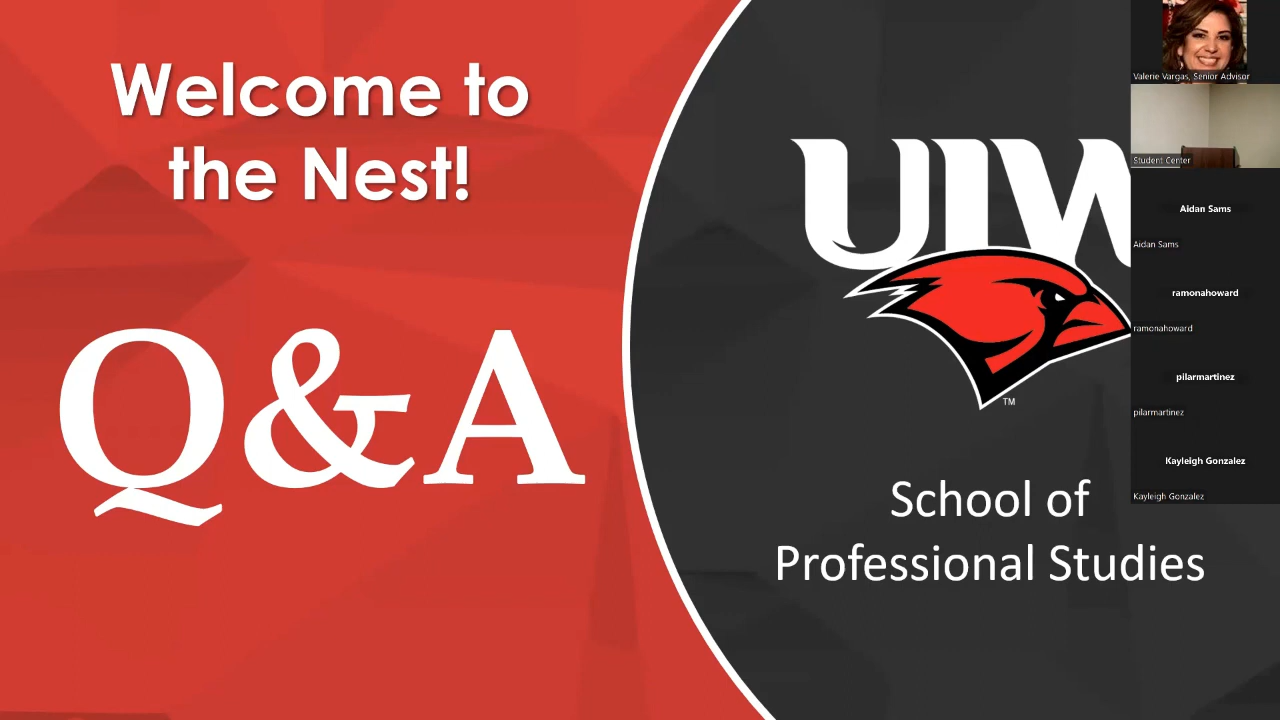 Welcome to
the Nest!
Q&A
UIW
TM
School of
Professional Studies
Valerie Vargas, Senior Advisor
Student Center
Aidan Sams
Aidan Sams
ramonahoward
ramonahoward
pilarmartinez
pilarmartinez
Kayleigh Gonzalez
Kayleigh Gonzalez